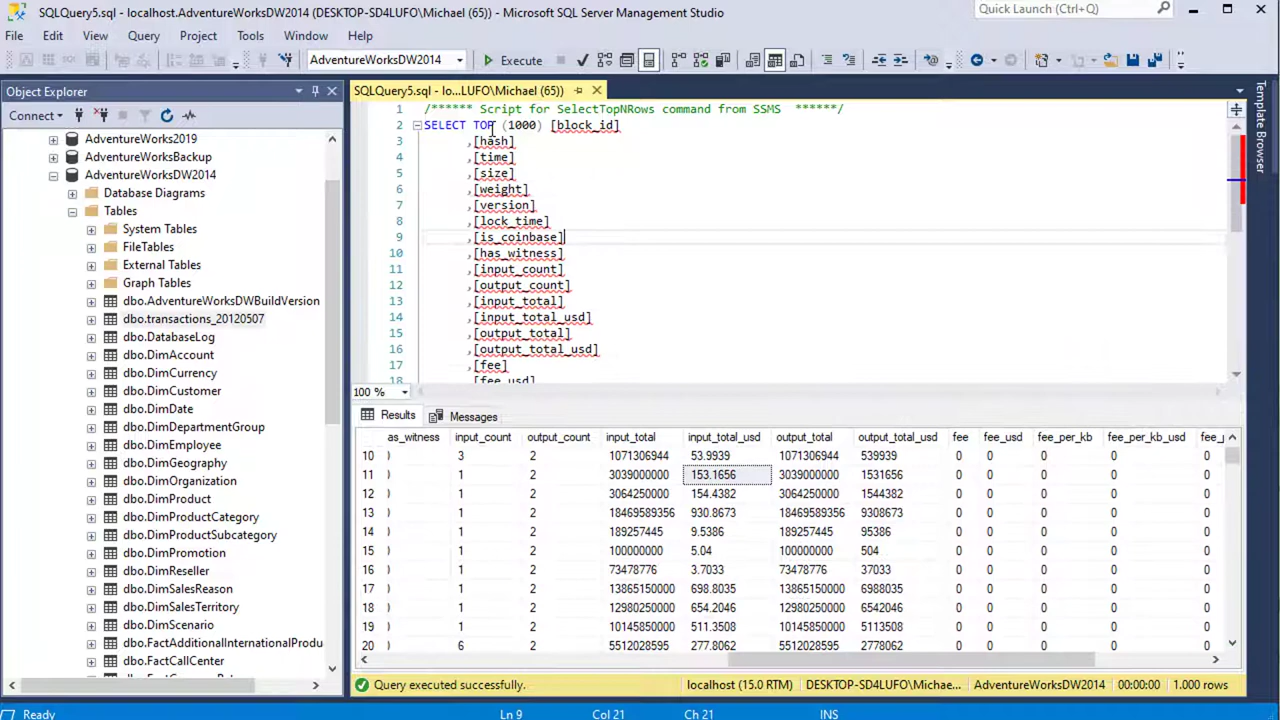 SQLQuery5.sql - localhost.AdventureWorksDW2014 (DESKTOP-SD4LUFO\Michael (65))* - Microsoft SQL Server Management Studio
Quick Launch (Ctrl+Q)
File Edit View Query Project Tools Window Help
AdventureWorksDW2014
Execute
Object Explorer
Connect
AdventureWorks2019
AdventureWorksBackup
AdventureWorksDW2014
Database Diagrams
Tables
System Tables
FileTables
External Tables
Graph Tables
dbo.AdventureWorksDWBuildVersion
dbo.transactions_20120507
dbo.DatabaseLog
dbo.DimAccount
dbo.DimCurrency
dbo.DimCustomer
dbo.DimDate
dbo.DimDepartmentGroup
dbo.DimEmployee
dbo.DimGeography
dbo.DimOrganization
dbo.DimProduct
dbo.DimProductCategory
dbo.DimProductSubcategory
dbo.DimPromotion
dbo.DimReseller
dbo.DimSalesReason
dbo.DimSalesTerritory
dbo.DimScenario
dbo.FactAdditionalInternationalProdu
dbo.FactCallCenter
SQLQuery5.sql - lo...LUFO\Michael (65))*
1 /****** Script for SelectTopNRows command from SSMS ******/
2 SELECT TOP (1000) [block_id]
3 ,[hash]
4 ,[time]
5 ,[size]
6 ,[weight]
7 ,[version]
8 ,[lock_time]
9 ,[is_coinbase]
10 ,[has_witness]
11 ,[input_count]
12 ,[output_count]
13 ,[input_total]
14 ,[input_total_usd]
15 ,[output_total]
16 ,[output_total_usd]
17 ,[fee]
18 [fee_usd]
100 %
Results Messages
as_witness input_count output_count input_total input_total_usd output_total output_total_usd fee fee_usd fee_per_kb fee_per_kb_usd fee_
10 3 2 1071306944 53.9939 1071306944 539939 0 0 0 0 0
11 1 2 3039000000 153.1656 3039000000 1531656 0 0 0 0 0
12 1 2 3064250000 154.4382 3064250000 1544382 0 0 0 0 0
13 1 2 18469589356 930.8673 18469589356 9308673 0 0 0 0 0
14 1 2 189257445 9.5386 189257445 95386 0 0 0 0 0
15 1 2 100000000 5.04 100000000 504 0 0 0 0 0
16 1 2 73478776 3.7033 73478776 37033 0 0 0 0 0
17 1 2 13865150000 698.8035 13865150000 6988035 0 0 0 0 0
18 1 2 12980250000 654.2046 12980250000 6542046 0 0 0 0 0
19 1 2 10145850000 511.3508 10145850000 5113508 0 0 0 0 0
20 6 2 5512028595 277.8062 5512028595 2778062 0 0 0 0 0
Query executed successfully. localhost (15.0 RTM) DESKTOP-SD4LUFO\Michae... AdventureWorksDW2014 00:00:00 1.000 rows
Ready Ln 9 Col 21 Ch 21 INS
Template Browser